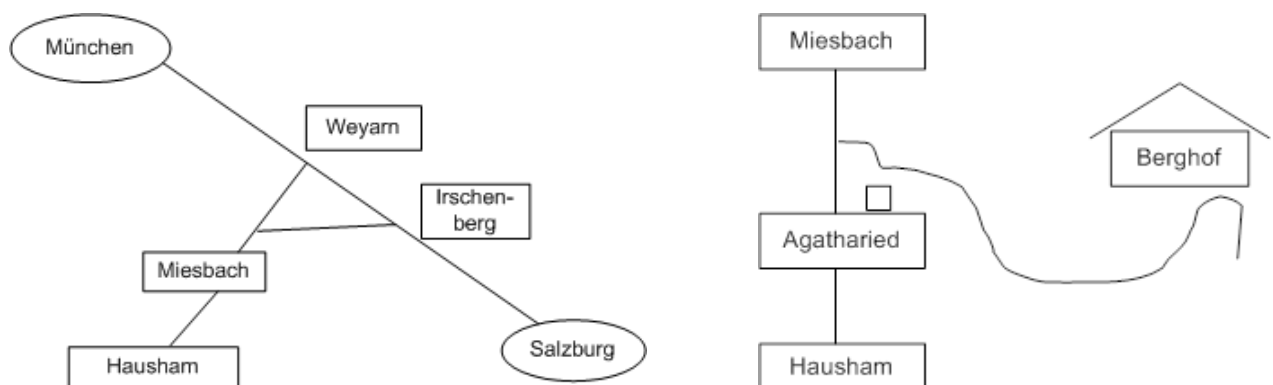 München
Weyarn
Irschen-
berg
Miesbach
Hausham
Salzburg
Miesbach
Berghof
Agatharied
Hausham